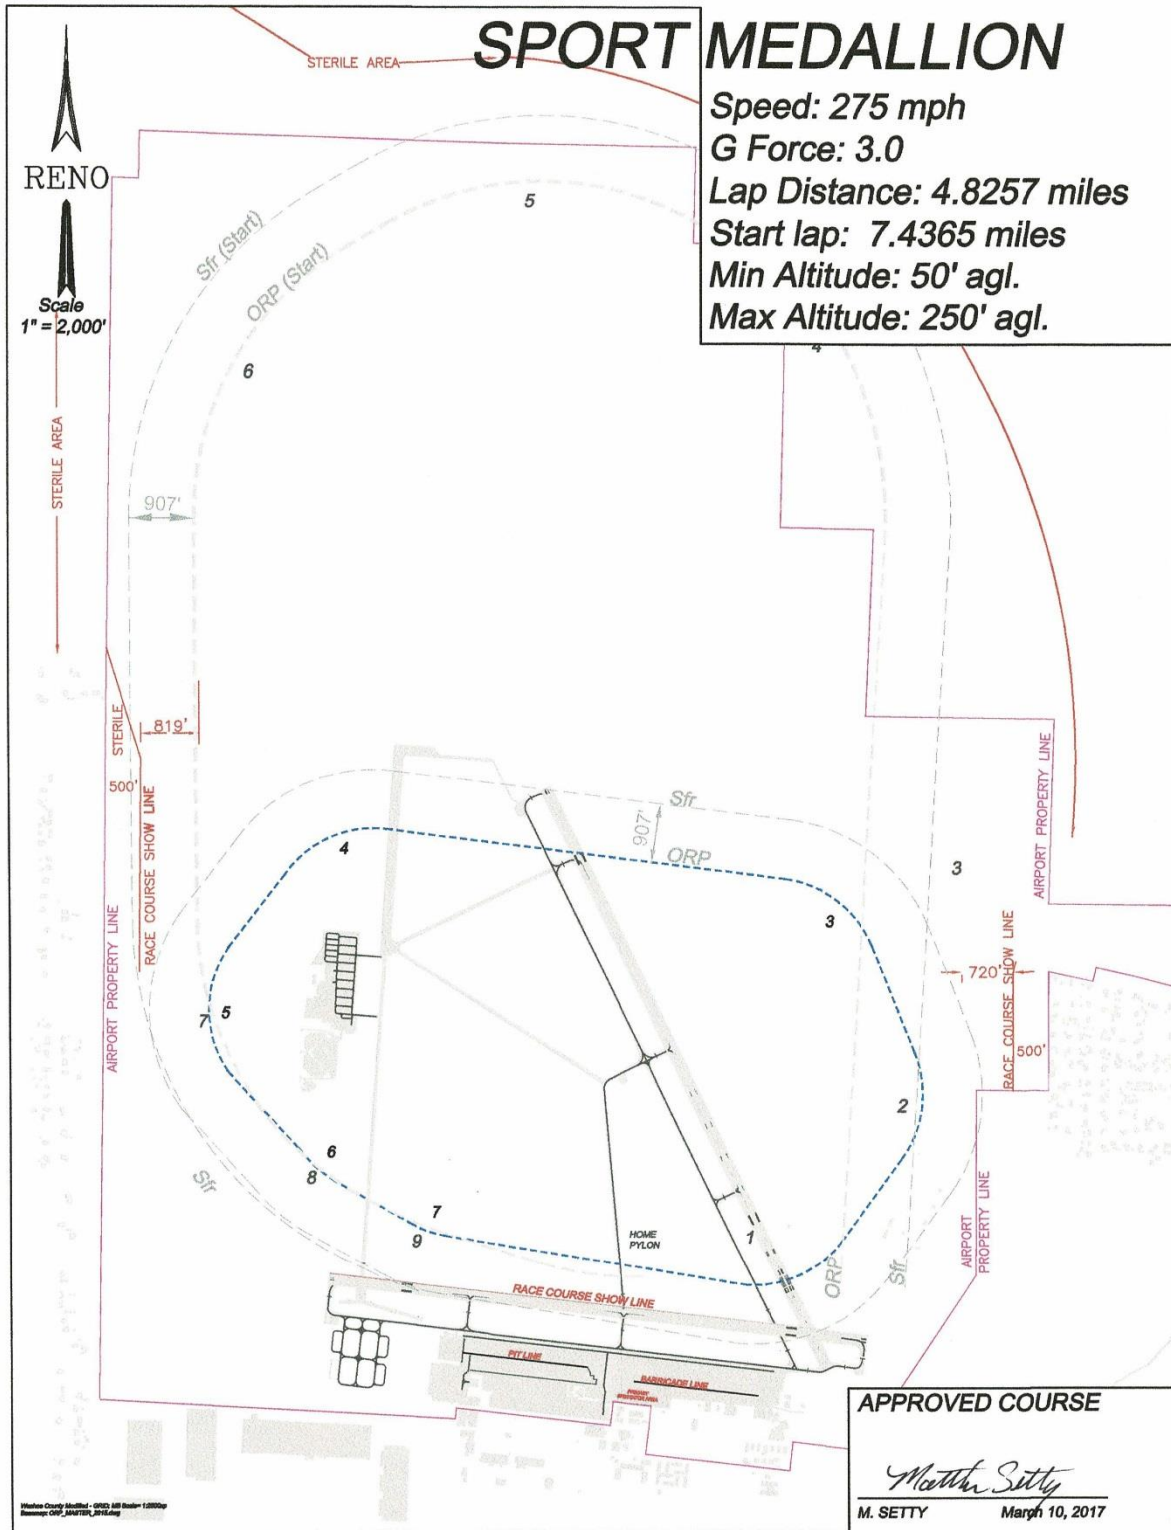 SPORT MEDALLION
Speed: 275 mph
G Force: 3.0
Lap Distance: 4.8257 miles
Start lap: 7.4365 miles
Min Altitude: 50' agl.
Max Altitude: 250' agl.
STERILE AREA
RENO
Scale
1" = 2,000'
5
Sfr (Start)
ORP (Start)
4
6
STERILE AREA
907'
STERILE
819'
500'
RACE COURSE SHOW LINE
AIRPORT PROPERTY LINE
Sfr
907'
ORP
4
3
3
AIRPORT PROPERTY LINE
720'
RACE COURSE SHOW LINE
500'
5
7
2
6
8
Sfr
7
9
HOME
PYLON
1
ORP
Sfr
AIRPORT
PROPERTY LINE
RACE COURSE SHOW LINE
PIT LINE
BARRICADE LINE
APPROVED COURSE
Matthew Setty
M. SETTY
March 10, 2017